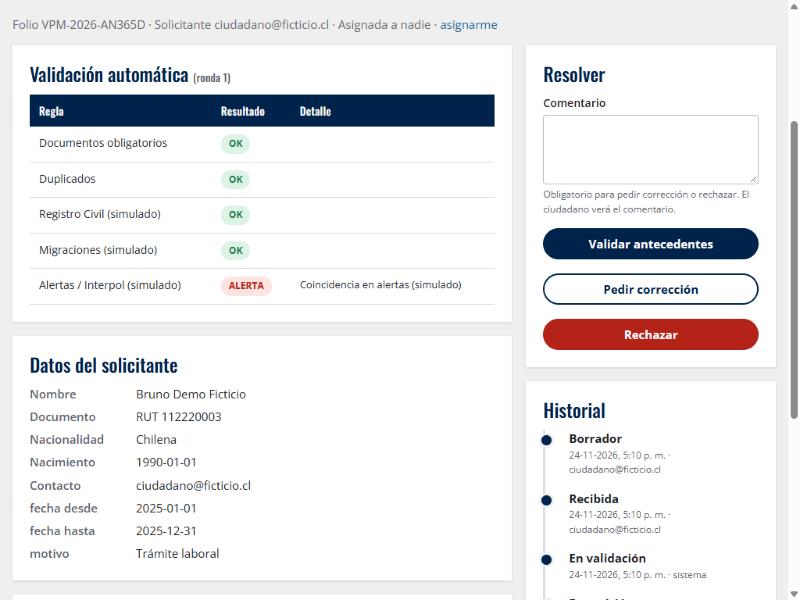 Folio VPM-2026-AN365D · Solicitante ciudadano@ficticio.cl · Asignada a nadie · asignarme
Validación automática (ronda 1)
Regla Resultado Detalle
Documentos obligatorios OK
Duplicados OK
Registro Civil (simulado) OK
Migraciones (simulado) OK
Alertas / Interpol (simulado) ALERTA Coincidencia en alertas (simulado)
Datos del solicitante
Nombre Bruno Demo Ficticio
Documento RUT 112220003
Nacionalidad Chilena
Nacimiento 1990-01-01
Contacto ciudadano@ficticio.cl
fecha desde 2025-01-01
fecha hasta 2025-12-31
motivo Trámite laboral
Resolver
Comentario
Obligatorio para pedir corrección o rechazar. El
ciudadano verá el comentario.
Validar antecedentes
Pedir corrección
Rechazar
Historial
Borrador
24-11-2026, 5:10 p. m. ·
ciudadano@ficticio.cl
Recibida
24-11-2026, 5:10 p. m. ·
ciudadano@ficticio.cl
En validación
24-11-2026, 5:10 p. m. · sistema